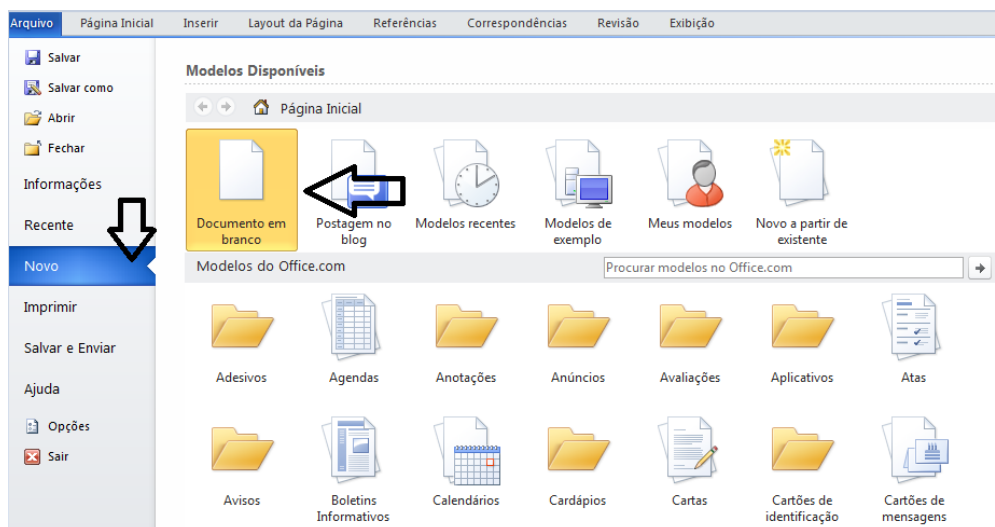 Arquivo Página Inicial Inserir Layout da Página Referências Correspondências Revisão Exibição
Salvar
Salvar como
Abrir
Fechar
Informações
Recente
Novo
Imprimir
Salvar e Enviar
Ajuda
Opções
Sair
Modelos Disponíveis
Página Inicial
Documento em
branco
Postagem no
blog
Modelos recentes
Modelos de
exemplo
Meus modelos
Novo a partir de
existente
Modelos do Office.com
Procurar modelos no Office.com
Adesivos
Agendas
Anotações
Anúncios
Avaliações
Aplicativos
Atas
Avisos
Boletins
Informativos
Calendários
Cardápios
Cartas
Cartões de
identificação
Cartões de
mensagens